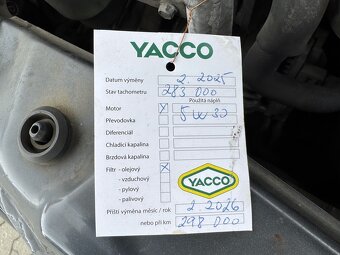 YACCO
Datum výměny 2. 2025
Stav tachometru 283 000
Použitá náplň
Motor X 5W30
Převodovka
Diferenciál
Chladicí kapalina
Brzdová kapalina
Filtr - olejový X
- vzduchový
- pylový
- palivový
YACCO
Příští výměna měsíc / rok 2. 2026
nebo při km 298 000